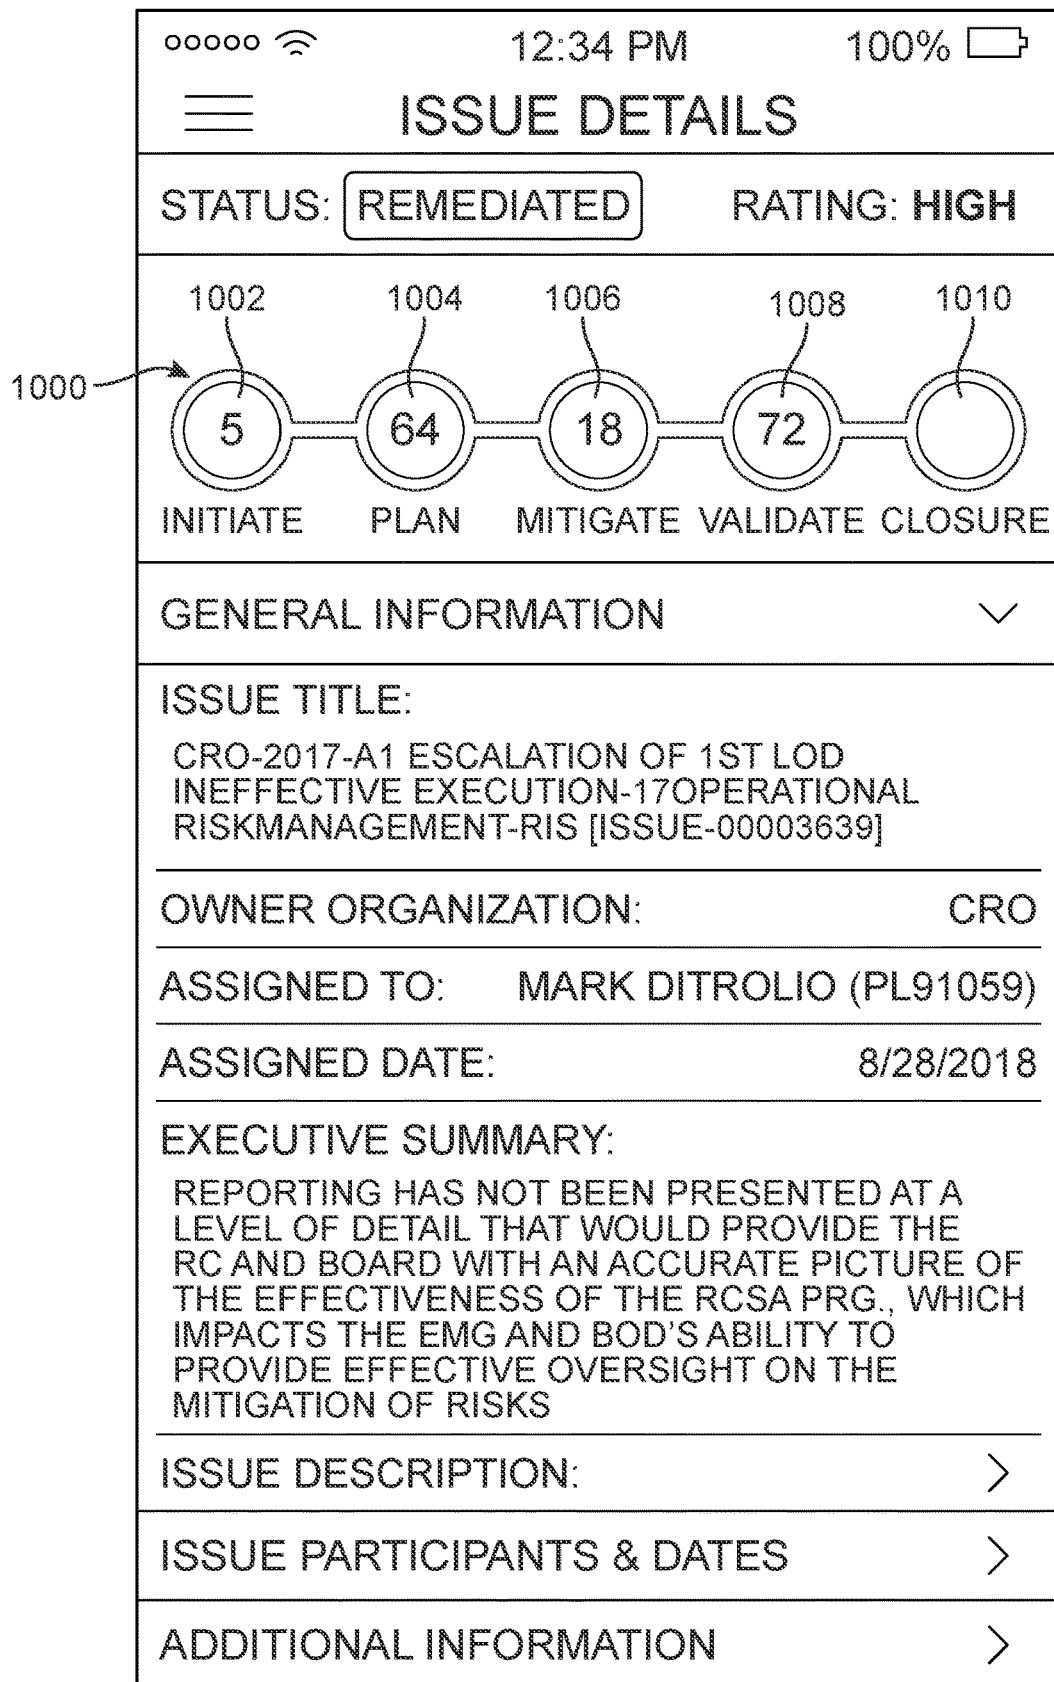 12:34 PM 100%
ISSUE DETAILS
STATUS: REMEDIATED RATING: HIGH
1002 1004 1006 1008 1010
1000
5 64 18 72
INITIATE PLAN MITIGATE VALIDATE CLOSURE
GENERAL INFORMATION
ISSUE TITLE:
CRO-2017-A1 ESCALATION OF 1ST LOD
INEFFECTIVE EXECUTION-17OPERATIONAL
RISKMANAGEMENT-RIS [ISSUE-00003639]
OWNER ORGANIZATION: CRO
ASSIGNED TO: MARK DITROLIO (PL91059)
ASSIGNED DATE: 8/28/2018
EXECUTIVE SUMMARY:
REPORTING HAS NOT BEEN PRESENTED AT A
LEVEL OF DETAIL THAT WOULD PROVIDE THE
RC AND BOARD WITH AN ACCURATE PICTURE OF
THE EFFECTIVENESS OF THE RCSA PRG., WHICH
IMPACTS THE EMG AND BOD'S ABILITY TO
PROVIDE EFFECTIVE OVERSIGHT ON THE
MITIGATION OF RISKS
ISSUE DESCRIPTION:
ISSUE PARTICIPANTS & DATES
ADDITIONAL INFORMATION